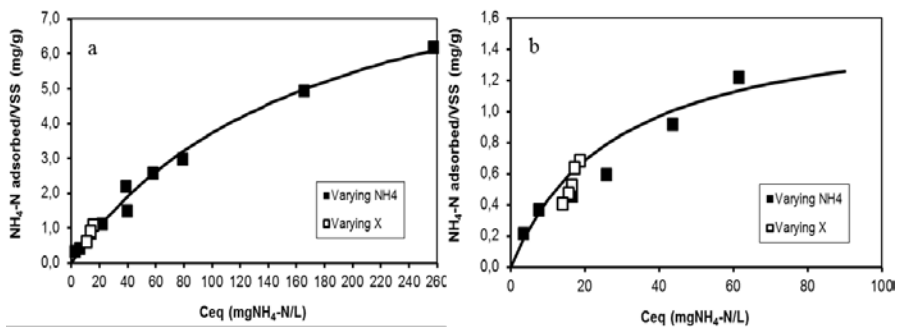 a
NH₄-N adsorbed/VSS (mg/g)
7,0
6,0
5,0
4,0
3,0
2,0
1,0
0,0
Varying NH4
Varying X
0 20 40 60 80 100 120 140 160 180 200 220 240 260
Ceq (mgNH₄-N/L)
b
NH₄-N adsorbed/VSS (mg/g)
1,6
1,4
1,2
1,0
0,8
0,6
0,4
0,2
0,0
Varying NH4
Varying X
0 20 40 60 80 100
Ceq (mgNH₄-N/L)